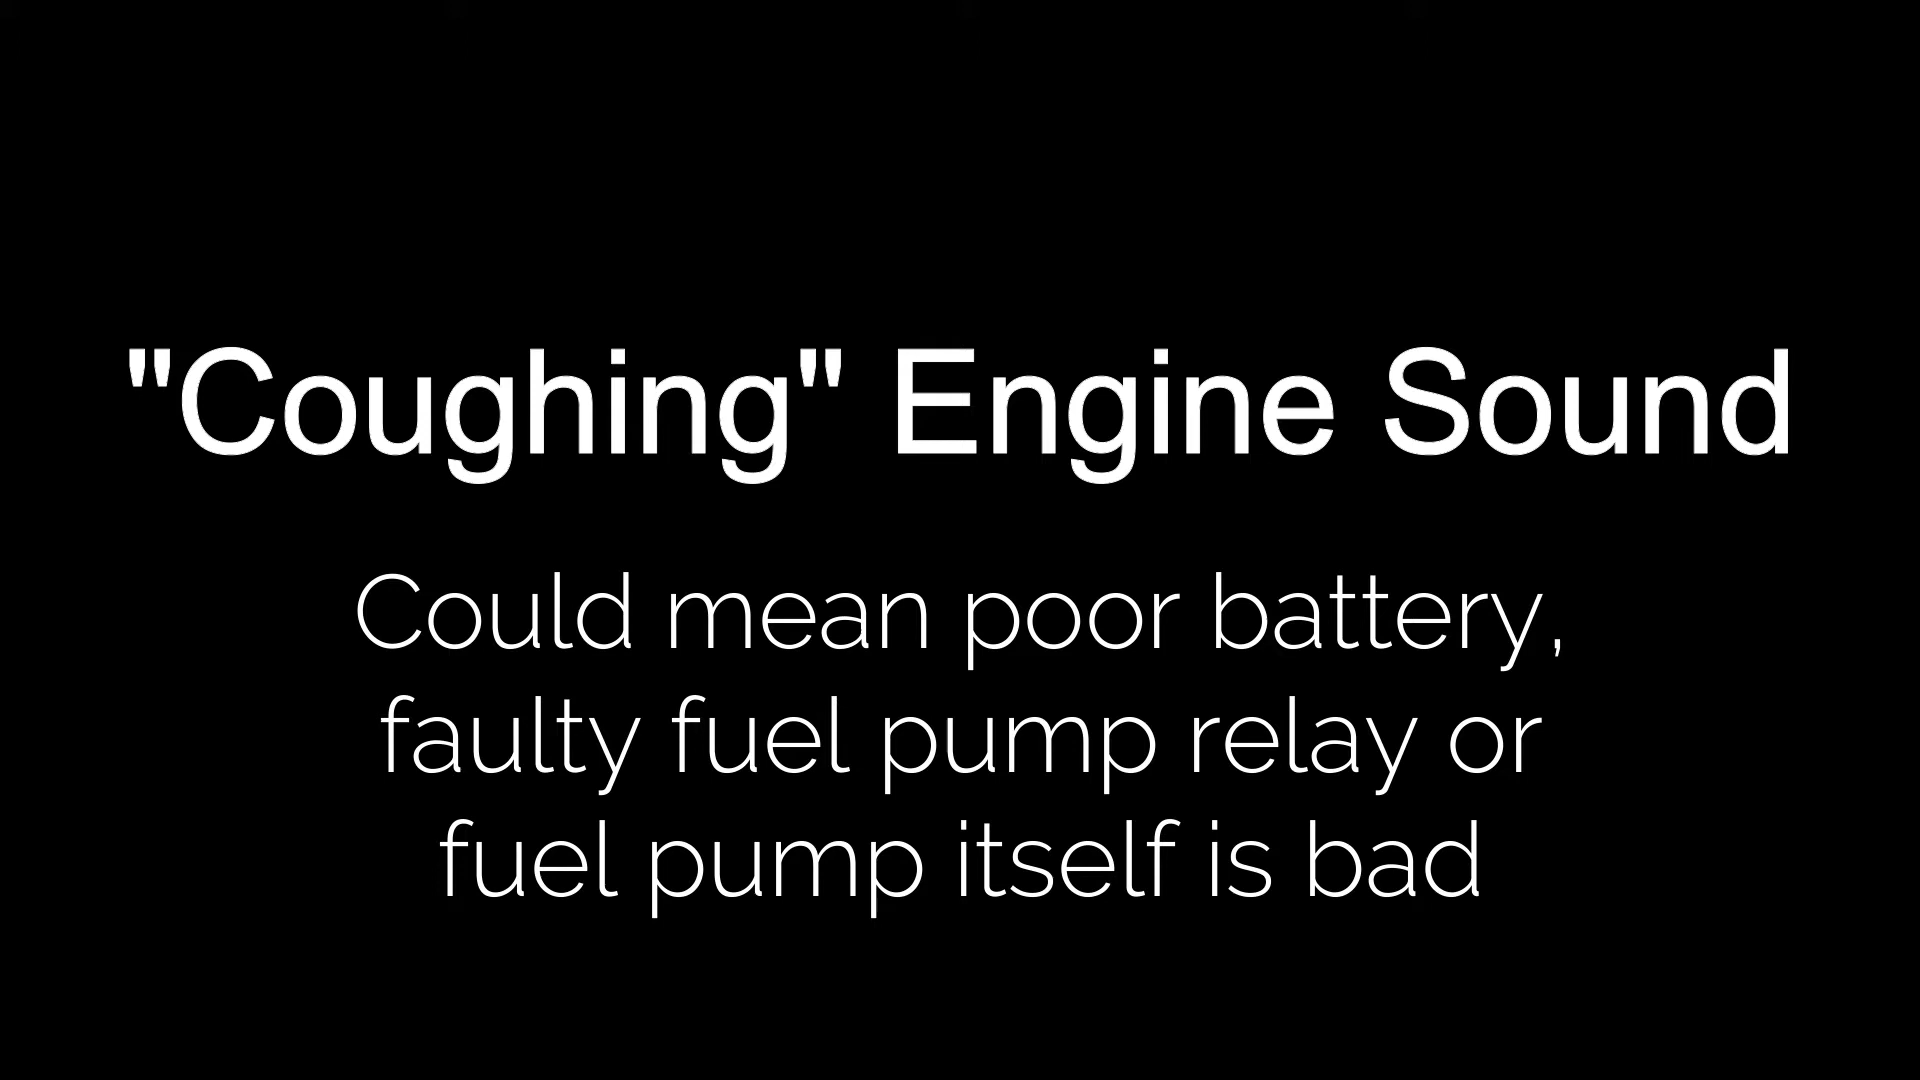 "Coughing" Engine Sound
Could mean poor battery,
faulty fuel pump relay or
fuel pump itself is bad